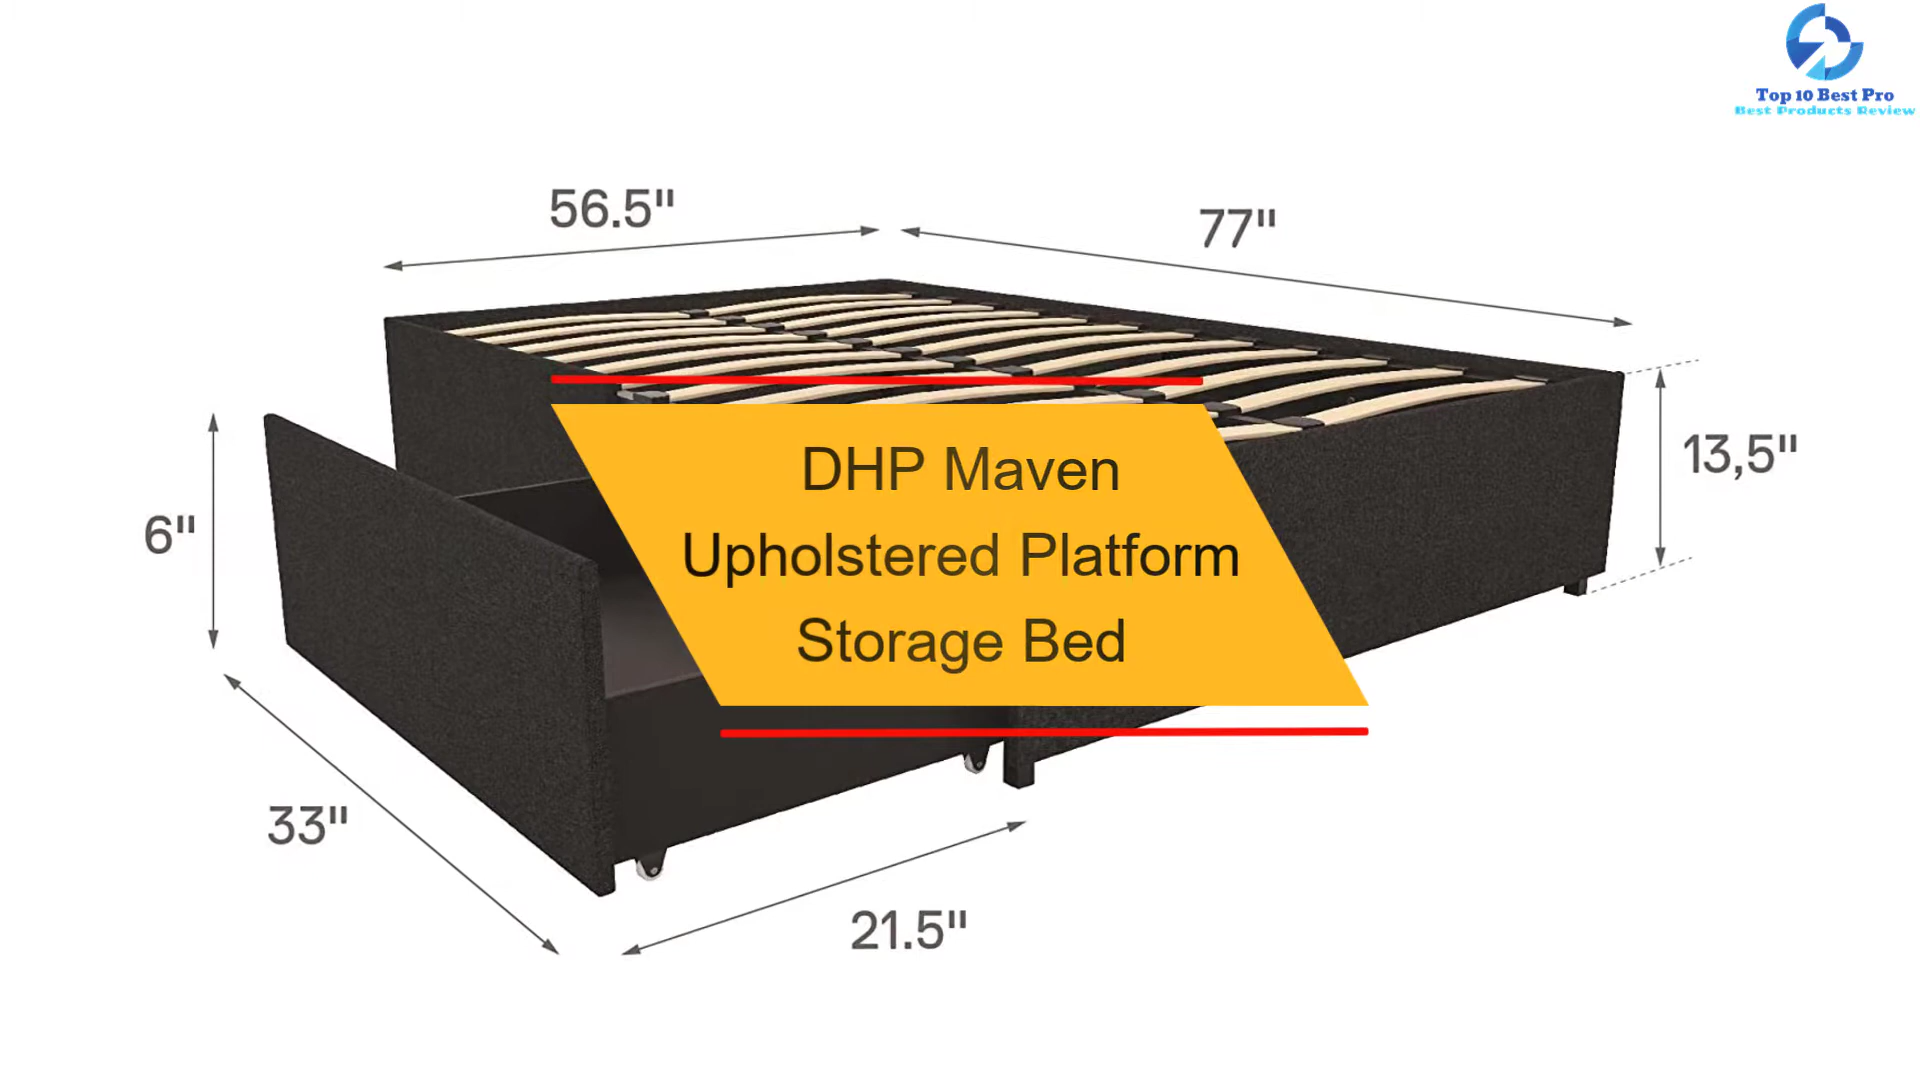 Top 10 Best Pro
Best Products Review
56.5"
77"
13,5"
6"
DHP Maven
Upholstered Platform
Storage Bed
33"
21.5"